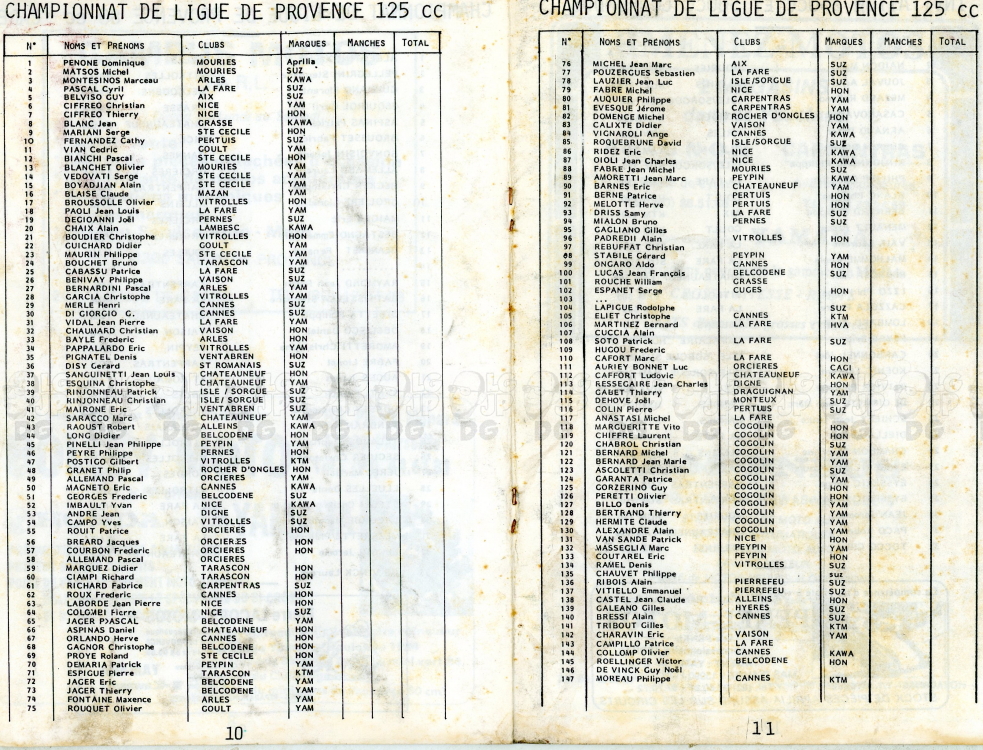 CHAMPIONNAT DE LIGUE DE PROVENCE 125 CC
N° NOMS ET PRÉNOMS CLUBS MARQUES MANCHES TOTAL
1 PENONE Dominique MOURIES Aprilia
2 MATSOS Michel MOURIES SUZ
3 MONTESINOS Marceau ARLES KAWA
4 PASCAL Cyril LA FARE SUZ
5 BELVISO GUY AIX SUZ
6 CIFFREO Christian NICE YAM
7 CIFFREO Thierry NICE HON
8 BLANC Jean GRASSE KAWA
9 MARIANI Serge STE CECILE HON
10 FERNANDEZ Cathy PERTUIS SUZ
11 VIAN Cedric GOULT YAM
12 BIANCHI Pascal STE CECILE HON
13 BLANCHET Olivier MOURIES YAM
14 VEDOVATI Serge STE CECILE YAM
15 BOYADJIAN Alain STE CECILE YAM
16 BLAISE Claude MAZAN YAM
17 BROUSSOLLE Olivier VITROLLES HON
18 PAOLI Jean Louis LA FARE YAM
19 DEGIOANNI Joël PERNES SUZ
20 CHAIX Alain LAMBESC KAWA
21 BOUDIER Christophe VITROLLES HON
22 GUICHARD Didier GOULT YAM
23 MAURIN Philippe STE CECILE YAM
24 BOUCHET Bruno TARASCON YAM
25 CABASSU Patrice LA FARE SUZ
26 BENIVAY Philippe VAISON SUZ
27 BERNARDINI Pascal ARLES YAM
28 GARCIA Christophe VITROLLES YAM
29 MERLE Henri CANNES SUZ
30 DI GIORGIO G. CANNES SUZ
31 VIDAL Jean Pierre LA FARE YAM
32 CHAUMARD Christian VAISON HON
33 BAYLE Frederic ARLES HON
34 PAPPALARDO Eric VITROLLES YAM
35 PIGNATEL Denis VENTABREN HON
36 DISY Gerard ST ROMANAIS SUZ
37 SANGUINETTI Jean Louis CHATEAUNEUF HON
38 ESQUINA Christophe CHATEAUNEUF YAM
39 RINJONNEAU Patrick ISLE / SORGUE SUZ
40 RINJONNEAU Christian ISLE/ SORGUE SUZ
41 MAIRONE Eric VENTABREN SUZ
42 SARACCO Marc CHATEAUNEUF YAM
43 RAOUST Robert ALLEINS KAWA
44 LONG Didier BELCODENE HON
45 PINELLI Jean Philippe PEYPIN YAM
46 PEYRE Philippe PERNES HON
47 POSTIGO Gilbert VITROLLES KTM
48 GRANET Philip ROCHER D'ONGLES HON
49 ALLEMAND Pascal ORCIERES YAM
50 MAGNETO Eric CANNES KAWA
51 GEORGES Frederic BELCODENE SUZ
52 IMBAULT Yvan NICE KAWA
53 ANDRE Jean DIGNE SUZ
54 CAMPO Yves VITROLLES SUZ
55 ROUIT Patrice ORCIERES HON
56 BREARD Jacques ORCIERES HON
57 COURBON Frederic ORCIERES HON
58 ALLEMAND Pascal ORCIERES
59 MARQUEZ Didier TARASCON HON
60 CIAMPI Richard TARASCON HON
61 RICHARD Fabrice CARPENTRAS SUZ
62 ROUX Frederic CANNES HON
63 LABORDE Jean Pierre NICE HON
64 COLOMBI Pierre NICE SUZ
65 JAGER PASCAL BELCODENE YAM
66 ASPINAS Daniel CHATEAUNEUF HON
67 ORLANDO Herve CANNES HON
68 GAGNOR Christophe BELCODENE HON
69 PROYE Roland STE CECILE HON
70 DEMARIA Patrick PEYPIN YAM
71 ESPIGUE Pierre TARASCON KTM
72 JAGER Eric BELCODENE YAM
73 JAGER Thierry BELCODENE YAM
74 FONTAINE Maxence ARLES YAM
75 ROUQUET Olivier GOULT YAM
10
CHAMPIONNAT DE LIGUE DE PROVENCE 125 CC
N° NOMS ET PRÉNOMS CLUBS MARQUES MANCHES TOTAL
76 MICHEL Jean Marc AIX SUZ
77 POUZERGUES Sebastien LA FARE SUZ
78 LAUZIER Jean Luc ISLE/SORGUE SUZ
79 FABRE Michel NICE HON
80 AUQUIER Philippe CARPENTRAS YAM
81 EVESQUE Jérome CARPENTRAS YAM
82 DOMENGE Michel ROCHER D'ONGLES HON
83 CALIXTE Didier VAISON YAM
84 VIGNAROLI Ange CANNES KAWA
85 ROQUEBRUNE David ISLE/SORGUE SUZ
86 RIDEZ Eric NICE KAWA
87 OIOLI Jean Charles NICE KAWA
88 FABRE Jean Michel MOURIES SUZ
89 AMORETTI Jean Marc PEYPIN KAWA
90 BARNES Eric CHATEAUNEUF YAM
91 BERNE Patrice PERTUIS HON
92 MELOTTE Herve PERTUIS HON
93 DRISS Samy LA FARE SUZ
94 MIALON Bruno PERNES SUZ
95 GAGLIANO Gilles
96 PAOREDII Alain VITROLLES HON
97 REBUFFAT Christian
98 STABILE Gérard PEYPIN YAM
99 ONGARO Aldo CANNES HON
100 LUCAS Jean François BELCODENE SUZ
101 ROUCHE William GRASSE
102 ESPANET Serge CUGES HON
103 ...
104 LAPIGUE Rodolphe SUZ
105 ELIET Christophe CANNES KTM
106 MARTINEZ Bernard LA FARE HVA
107 CUCCIA Alain
108 SOTO Patrick LA FARE SUZ
109 HUGOU Frederic
110 CAFORT Marc LA FARE HON
111 AURIEY BONNET Luc ORCIERES CAGI
112 CAFFORT Ludovic CHATEAUNEUF KAWA
113 RESSEGAIRE Jean Charles DIGNE HON
114 GABET Thierry DRAGUIGNAN YAM
115 DEHOVE Joël MONTEUX SUZ
116 COLIN Pierre PERTUIS SUZ
117 ANASTASI Michel LA FARE
118 MARGUERITTE Vito COGOLIN HON
119 CHIFFRE Laurent COGOLIN HON
120 CHABROL Christian COGOLIN SUZ
121 BERNARD Michel COGOLIN YAM
122 BERNARD Jean Marie COGOLIN YAM
123 ASCOLETTI Christian COGOLIN SUZ
124 GARANTA Patrice COGOLIN YAM
125 GORZERINO Guy COGOLIN HON
126 PERETTI Olivier COGOLIN HON
127 BILLO Denis COGOLIN YAM
128 BERTRAND Thierry COGOLIN YAM
129 HERMITE Claude COGOLIN YAM
130 ALEXANDRE Alain COGOLIN YAM
131 VAN SANDE Patrick NICE HON
132 MASSEGLIA Marc PEYPIN YAM
133 COUTAREL Eric PEYPIN HON
134 RAMEL Denis VITROLLES SUZ
135 CHAUVET Philippe suz
136 RIBOIS Alain PIERREFEU SUZ
137 VITIELLO Emmanuel PIERREFEU SUZ
138 CASTEL Jean Claude ALLEINS HON
139 GALEANO Gilles HYERES SUZ
140 BRESSI Alain CANNES SUZ
141 TRIBOUT Gilles KTM
142 CHARAVIN Eric VAISON YAM
143 CAMPILLO Patrice LA FARE
144 COLLOMP Olivier CANNES KAWA
145 ROELLINGER Victor BELCODENE HON
146 DE VINCK Guy Noël
147 MOREAU Philippe CANNES KTM
11